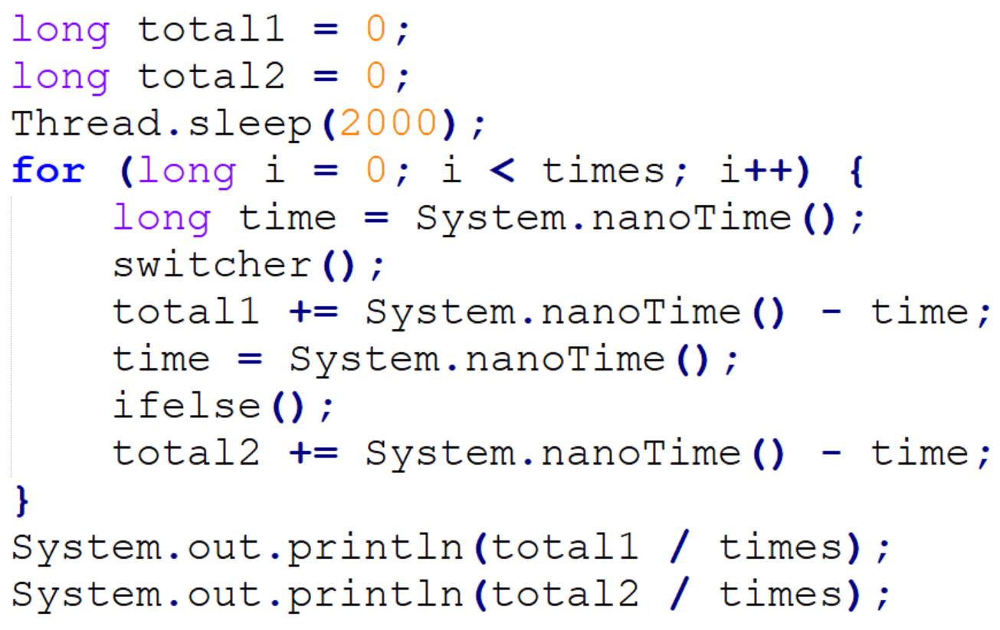 long total1 = 0;
long total2 = 0;
Thread.sleep(2000);
for (long i = 0; i < times; i++) {
    long time = System.nanoTime();
    switcher();
    total1 += System.nanoTime() - time;
    time = System.nanoTime();
    ifelse();
    total2 += System.nanoTime() - time;
}
System.out.println(total1 / times);
System.out.println(total2 / times);